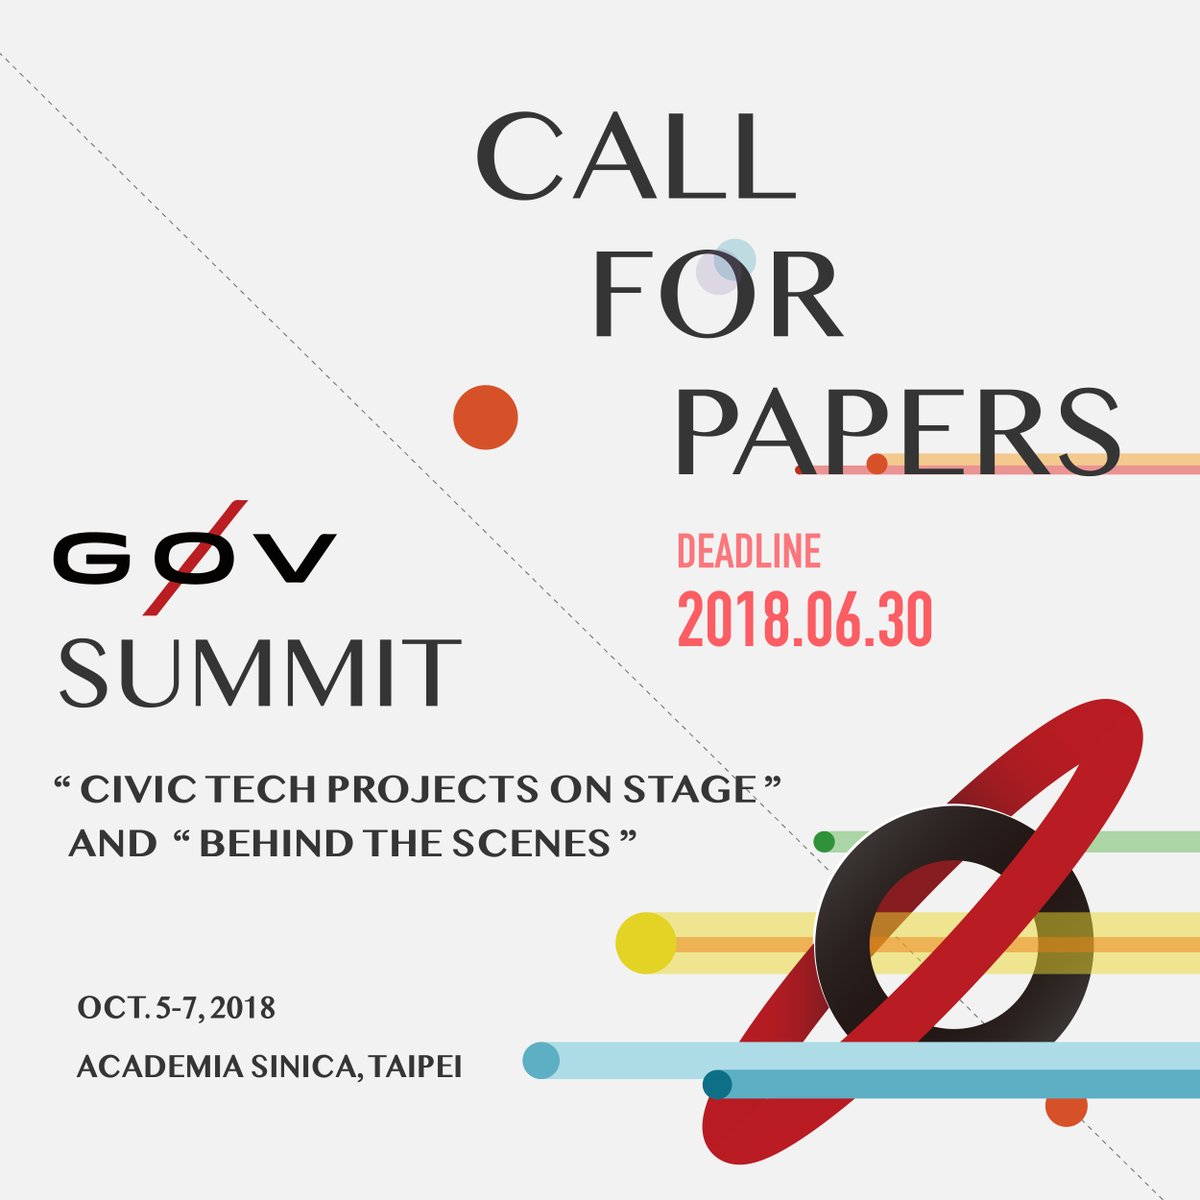 CALL
FOR
PAPERS
DEADLINE
2018.06.30
GØV
SUMMIT
“ CIVIC TECH PROJECTS ON STAGE ”
AND “ BEHIND THE SCENES ”
OCT. 5-7, 2018
ACADEMIA SINICA, TAIPEI